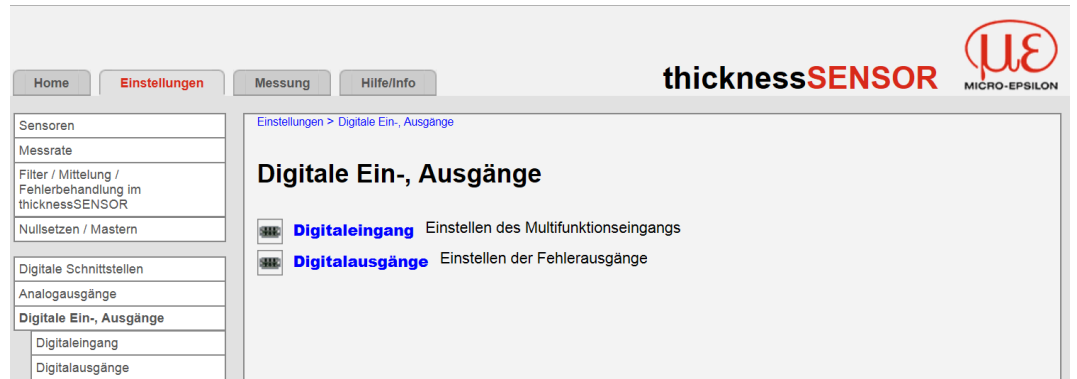 Home
Einstellungen
Messung
Hilfe/Info
thicknessSENSOR
με
MICRO-EPSILON
Sensoren
Messrate
Filter / Mittelung /
Fehlerbehandlung im
thicknessSENSOR
Nullsetzen / Mastern
Digitale Schnittstellen
Analogausgänge
Digitale Ein-, Ausgänge
Digitaleingang
Digitalausgänge
Einstellungen > Digitale Ein-, Ausgänge
Digitale Ein-, Ausgänge
Digitaleingang Einstellen des Multifunktionseingangs
Digitalausgänge Einstellen der Fehlerausgänge